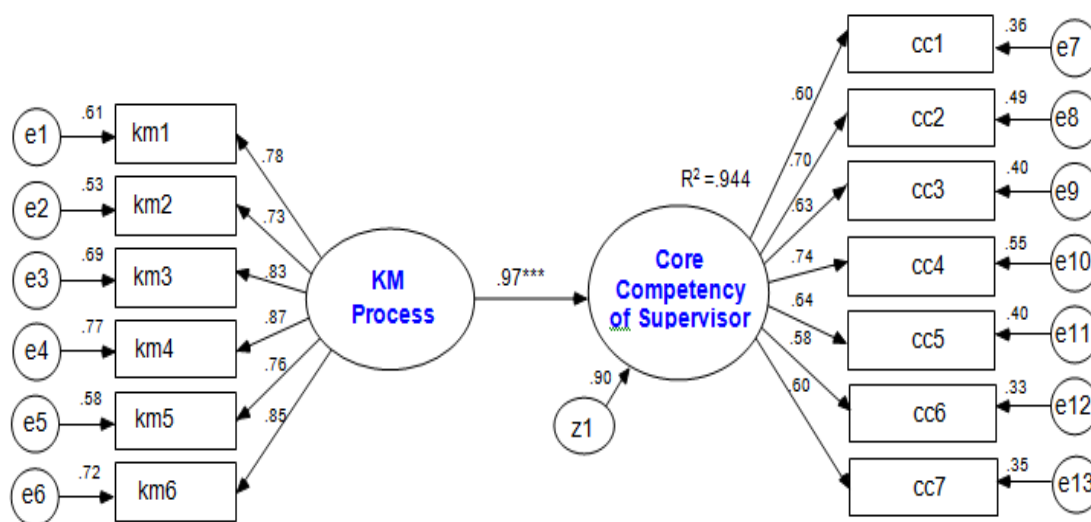 e1
.61
km1
.78
e2
.53
km2
.73
e3
.69
km3
.83
e4
.77
km4
.87
e5
.58
km5
.76
e6
.72
km6
.85
KM
Process
.97***
R² =.944
Core
Competency
of Supervisor
.90
z1
.60
cc1
.36
e7
.70
cc2
.49
e8
.63
cc3
.40
e9
.74
cc4
.55
e10
.64
cc5
.40
e11
.58
cc6
.33
e12
.60
cc7
.35
e13